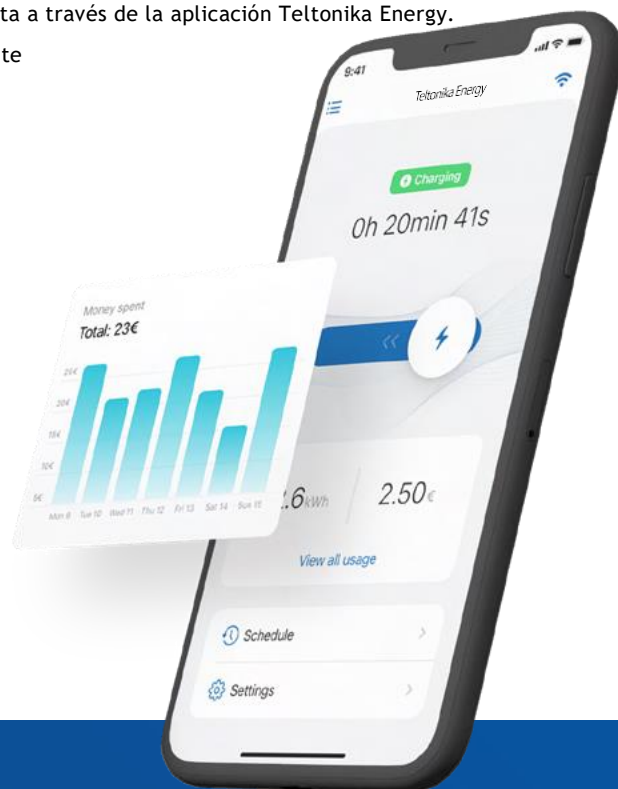 ta a través de la aplicación Teltonika Energy.
te
9:41
Teltonika Energy
Charging
0h 20min 41s
Money spent
Total: 23€
25€
20€
15€
10€
5€
Mon 9 Tue 10 Wed 11 Thu 12 Fri 13 Sat 14 Sun 15
.6 kWh
2.50 €
View all usage
Schedule
Settings